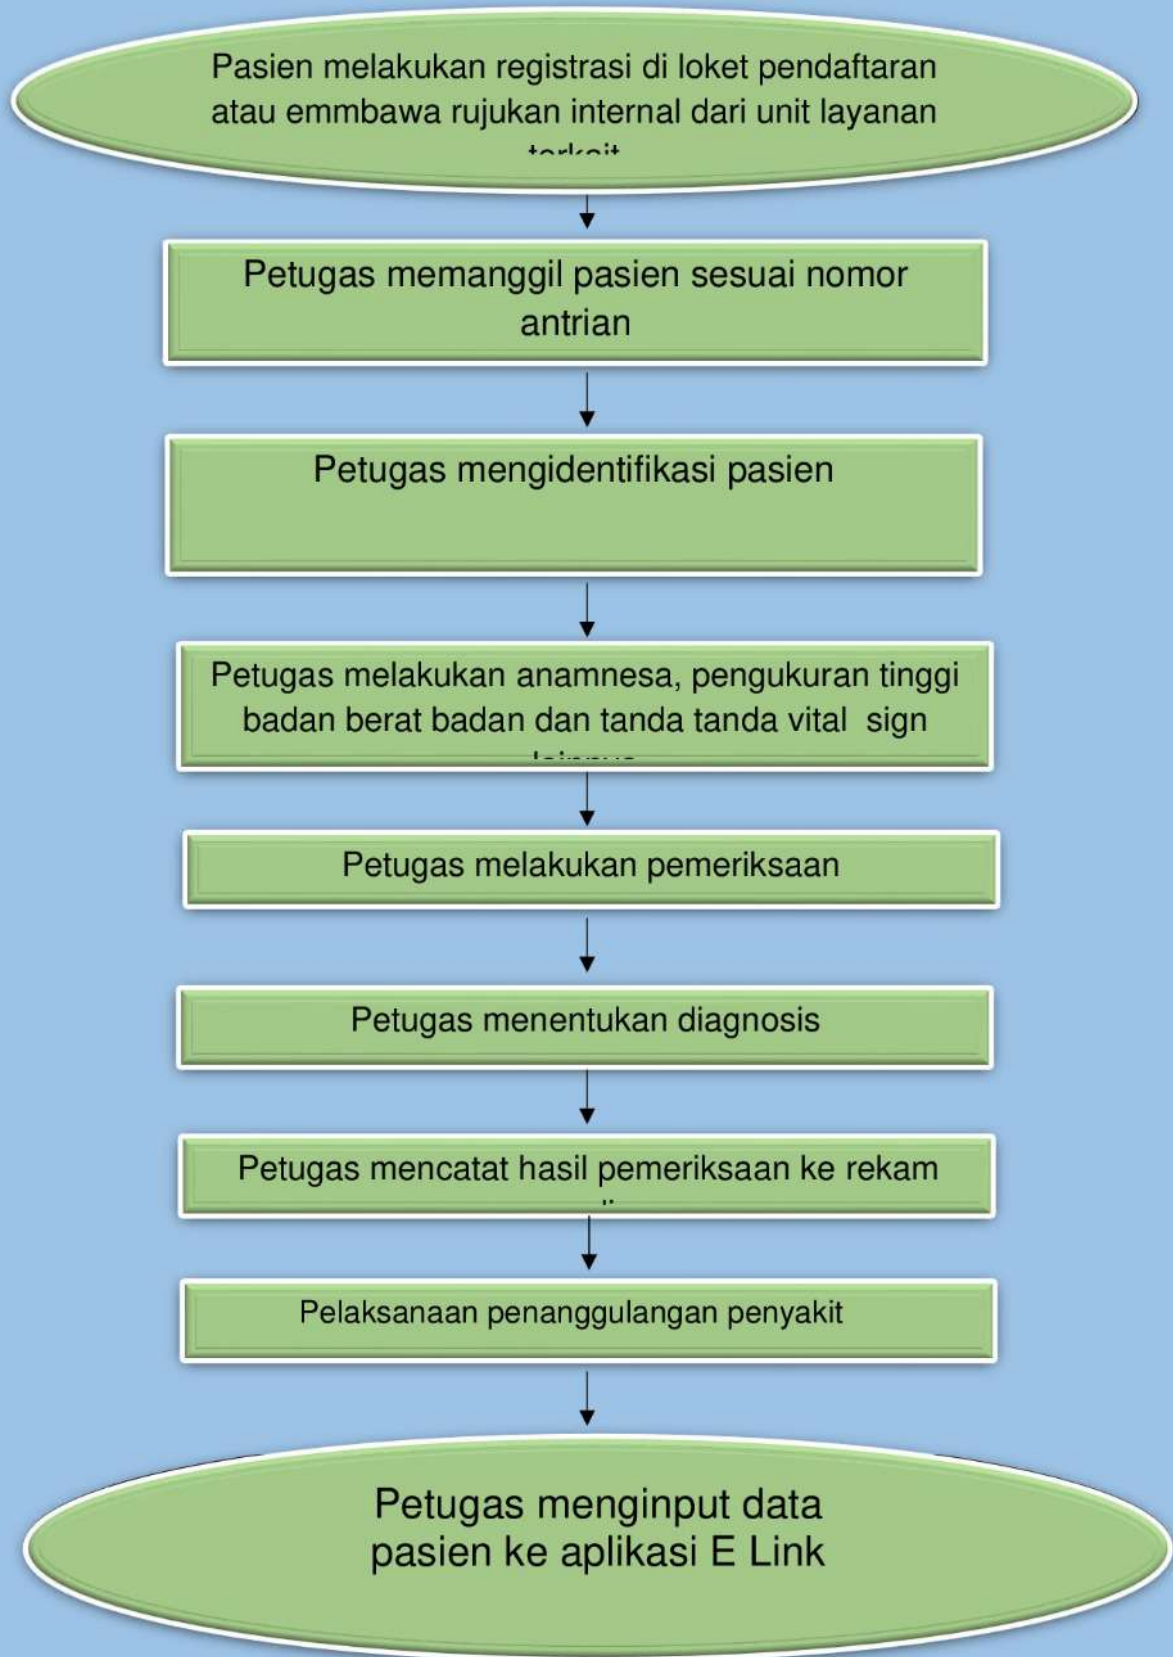 Pasien melakukan registrasi di loket pendaftaran
atau emmbawa rujukan internal dari unit layanan
Petugas memanggil pasien sesuai nomor
antrian
Petugas mengidentifikasi pasien
Petugas melakukan anamnesa, pengukuran tinggi
badan berat badan dan tanda tanda vital sign
Petugas melakukan pemeriksaan
Petugas menentukan diagnosis
Petugas mencatat hasil pemeriksaan ke rekam
Pelaksanaan penanggulangan penyakit
Petugas menginput data
pasien ke aplikasi E Link